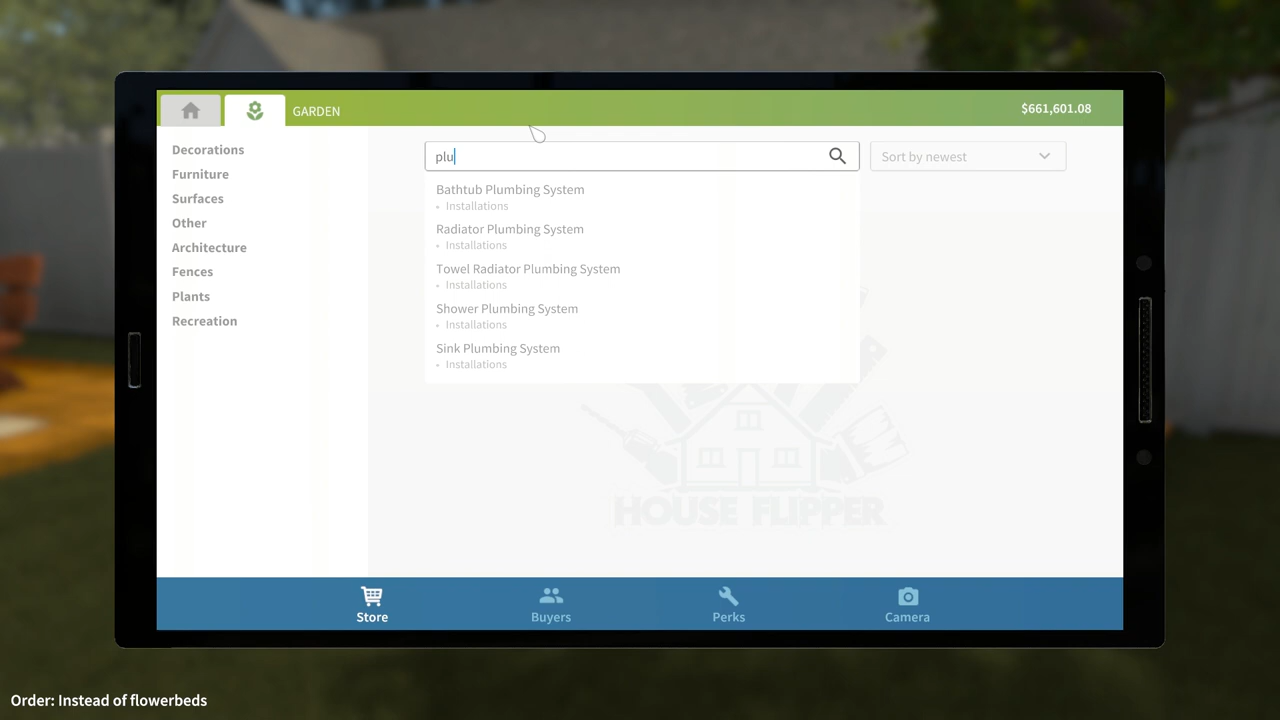 GARDEN
$661,601.08
Decorations
Furniture
Surfaces
Other
Architecture
Fences
Plants
Recreation
plu
Sort by newest
Bathtub Plumbing System
• Installations
Radiator Plumbing System
• Installations
Towel Radiator Plumbing System
• Installations
Shower Plumbing System
• Installations
Sink Plumbing System
• Installations
HOUSE FLIPPER
Store
Buyers
Perks
Camera
Order: Instead of flowerbeds